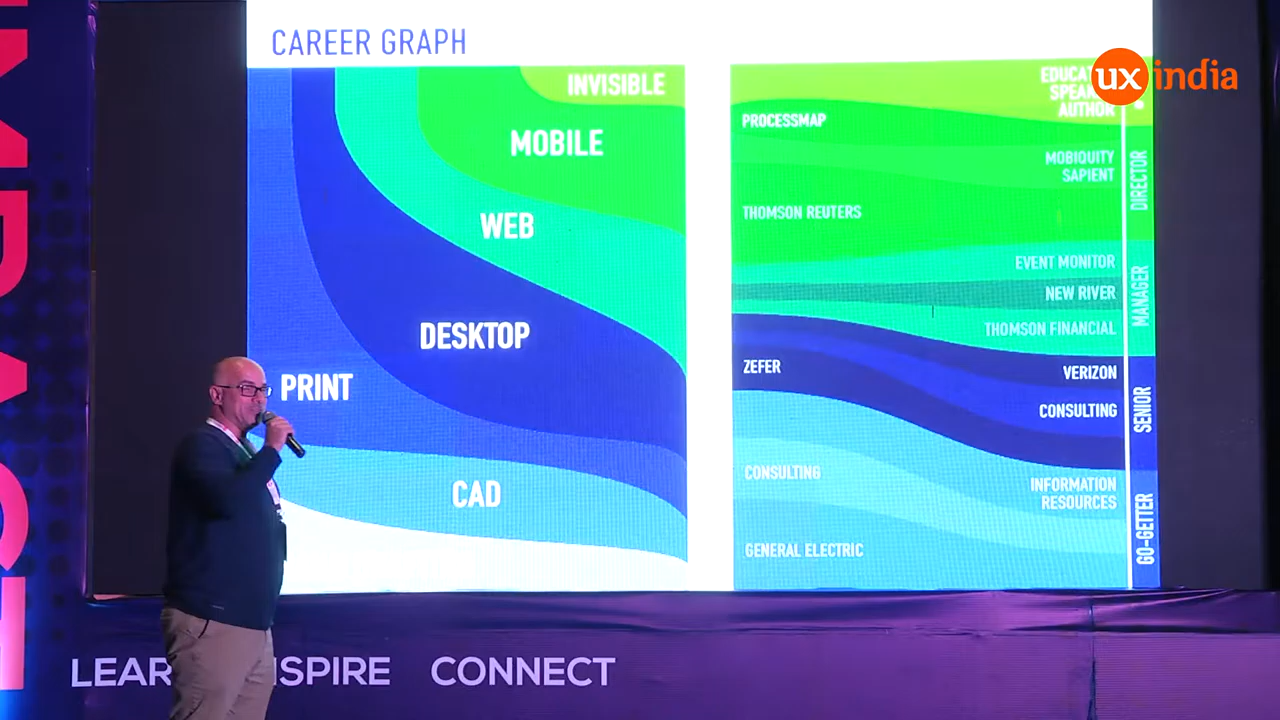 CAREER GRAPH
INVISIBLE
MOBILE
WEB
DESKTOP
PRINT
CAD
PROCESSMAP
THOMSON REUTERS
ZEFER
CONSULTING
GENERAL ELECTRIC
AUTHOR
MOBIQUITY
SAPIENT
EVENT MONITOR
NEW RIVER
THOMSON FINANCIAL
VERIZON
CONSULTING
INFORMATION
RESOURCES
DIRECTOR
MANAGER
SENIOR
GO-GETTER
ux india
CONNECT